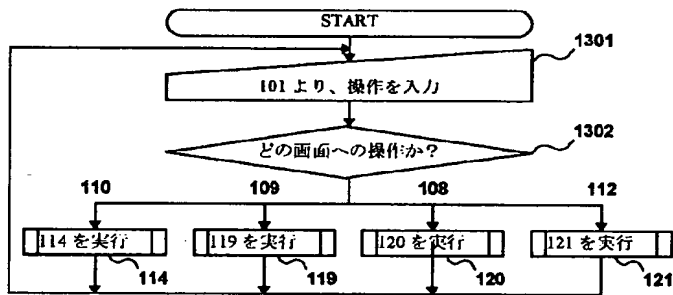 START
1301
101 より、操作を入力
1302
どの画面への操作か?
110
109
108
112
114 を実行
119 を実行
120 を実行
121 を実行
114
119
120
121